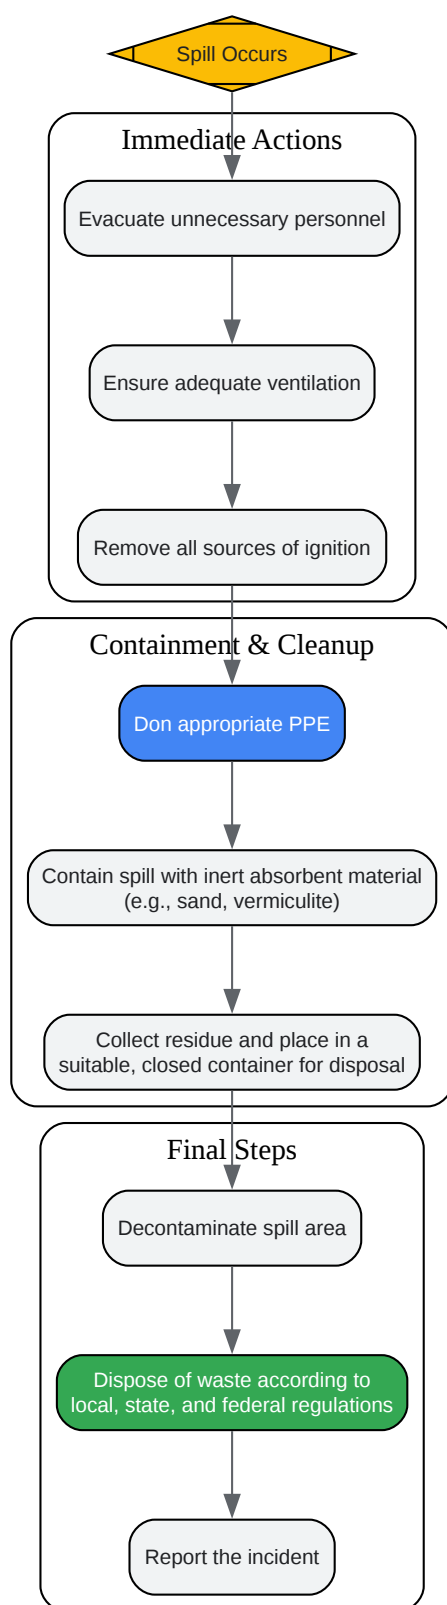 Spill Occurs
Immediate Actions
Evacuate unnecessary personnel
Ensure adequate ventilation
Remove all sources of ignition
Containment & Cleanup
Don appropriate PPE
Contain spill with inert absorbent material
(e.g., sand, vermiculite)
Collect residue and place in a
suitable, closed container for disposal
Final Steps
Decontaminate spill area
Dispose of waste according to
local, state, and federal regulations
Report the incident